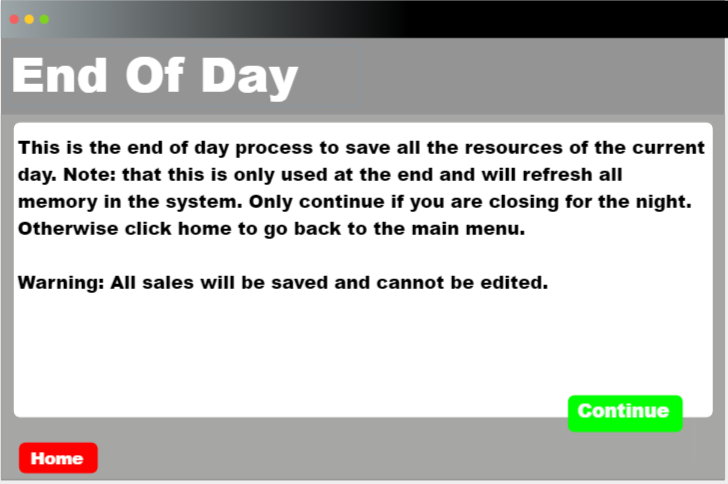 End Of Day
This is the end of day process to save all the resources of the current
day. Note: that this is only used at the end and will refresh all
memory in the system. Only continue if you are closing for the night.
Otherwise click home to go back to the main menu.
Warning: All sales will be saved and cannot be edited.
Continue
Home